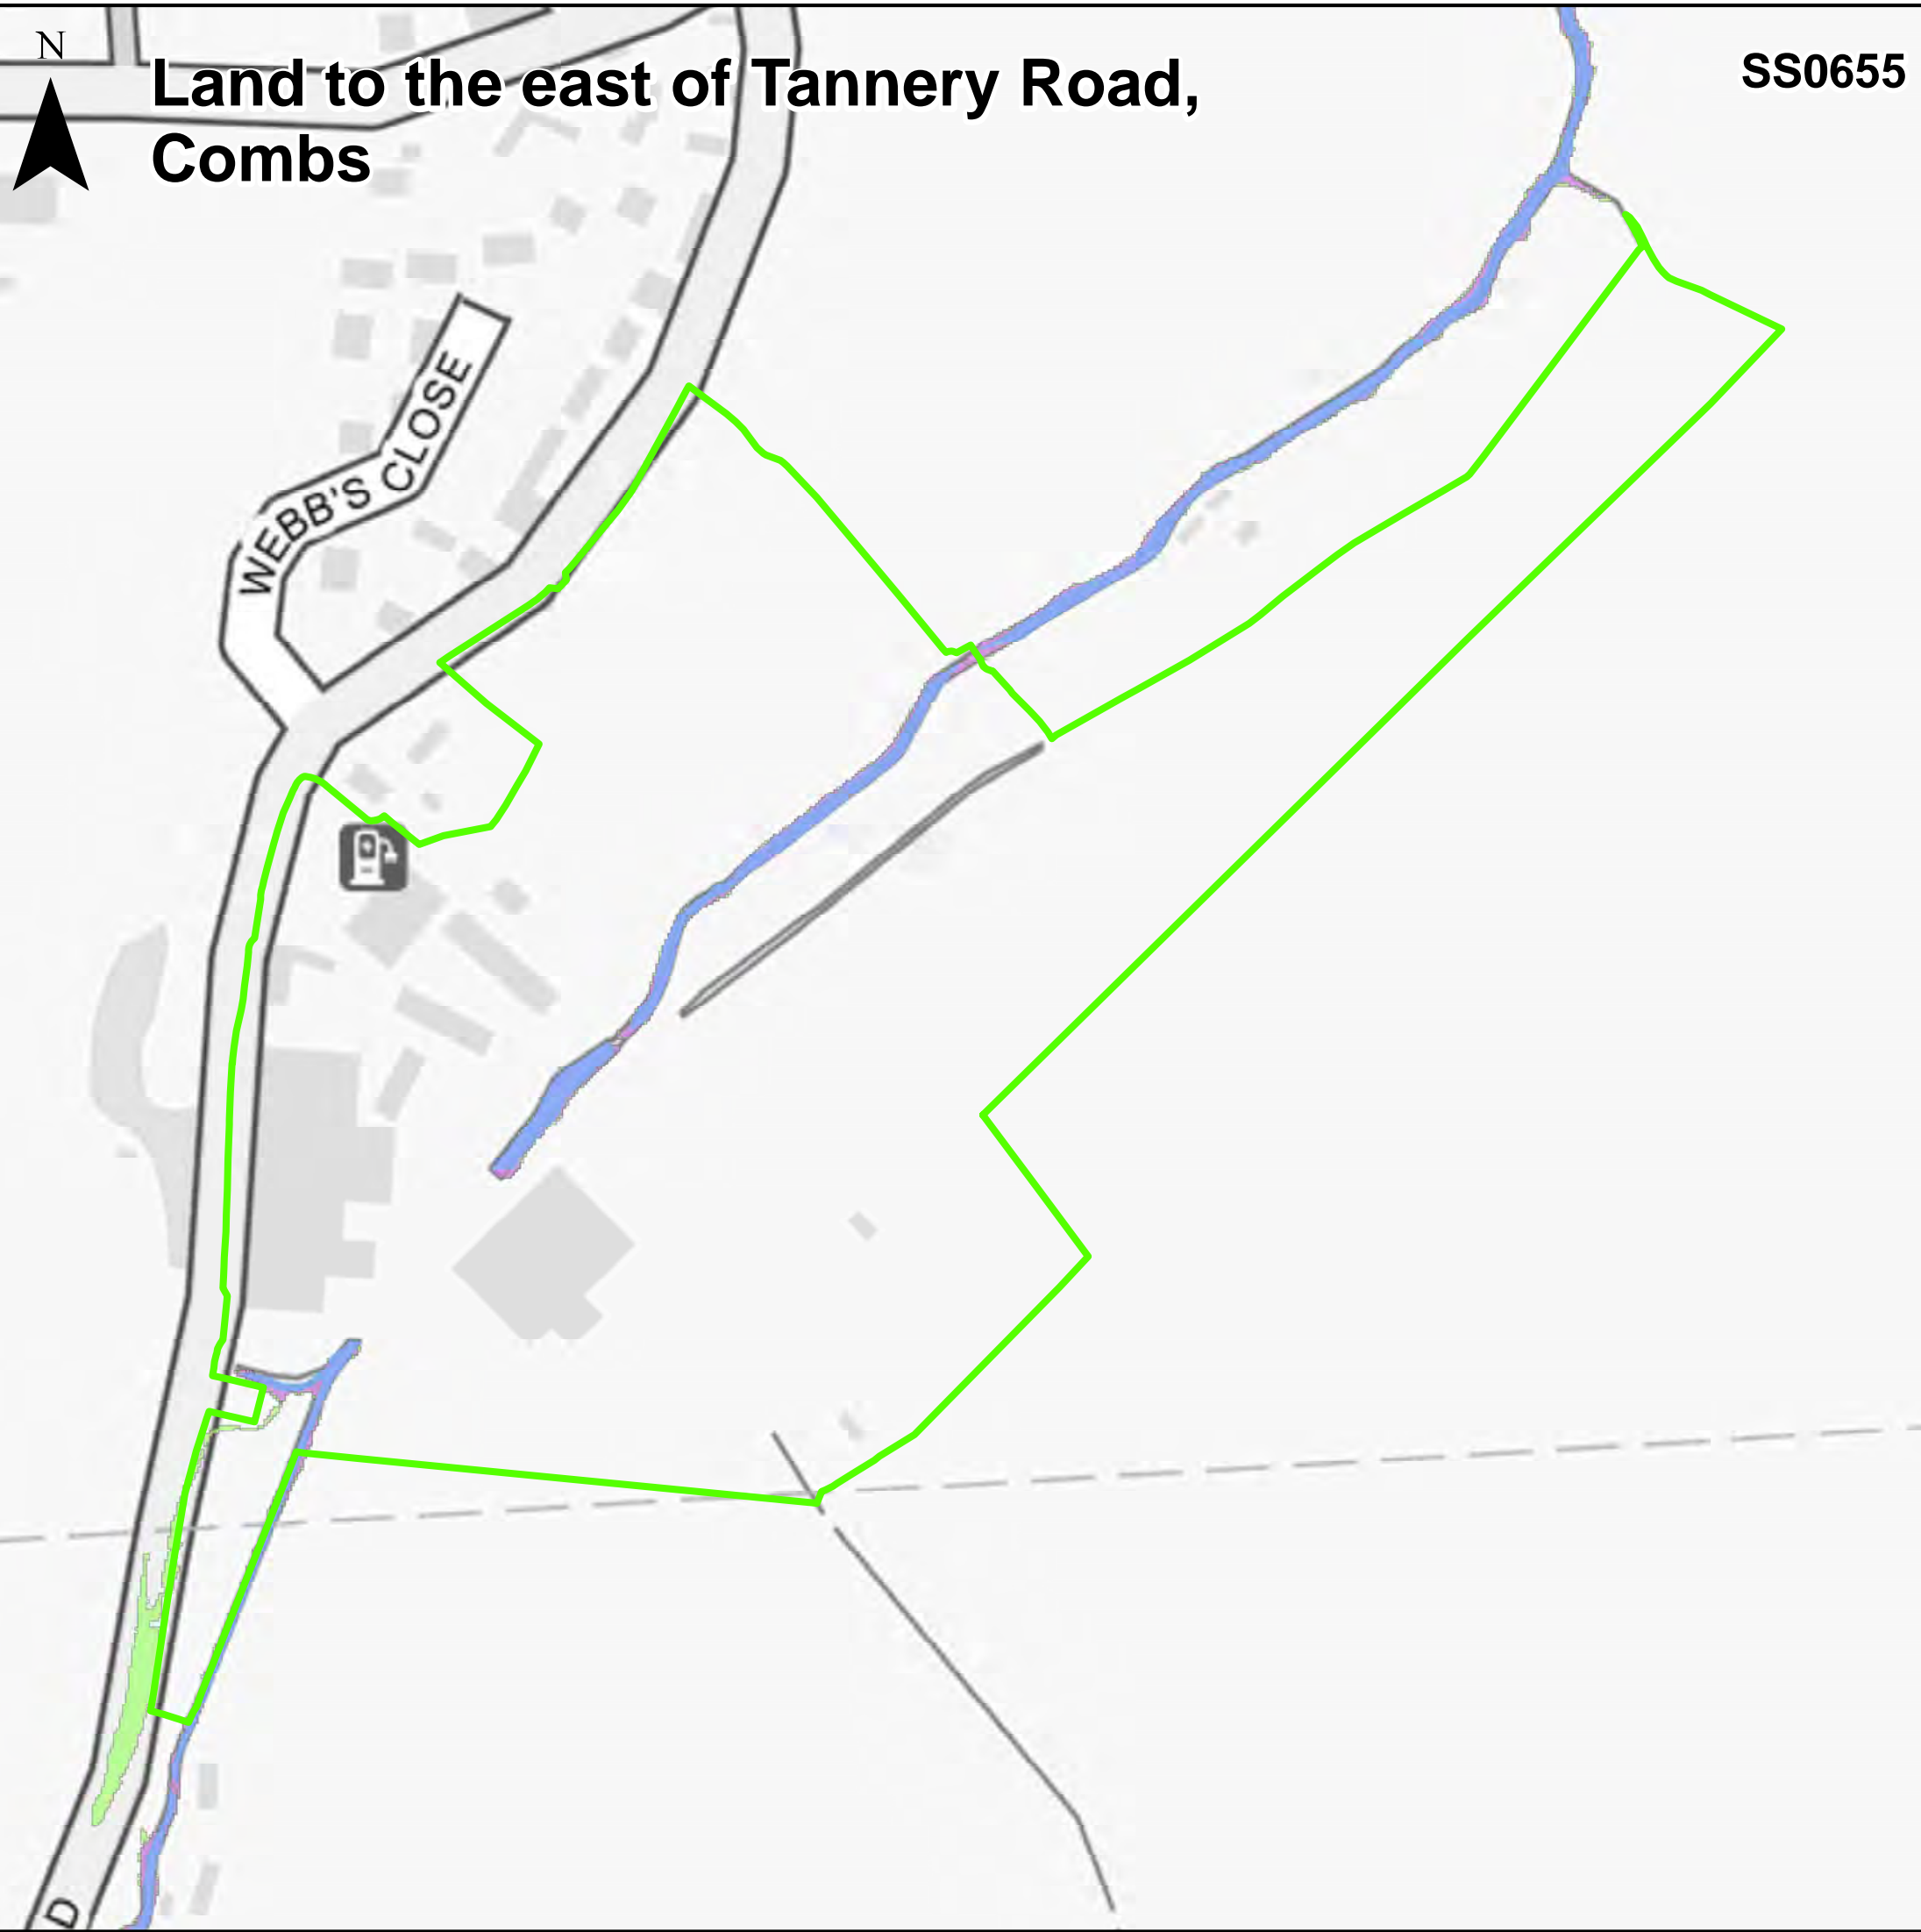 N
Land to the east of Tannery Road,
Combs
SS0655
WEBB'S CLOSE
D